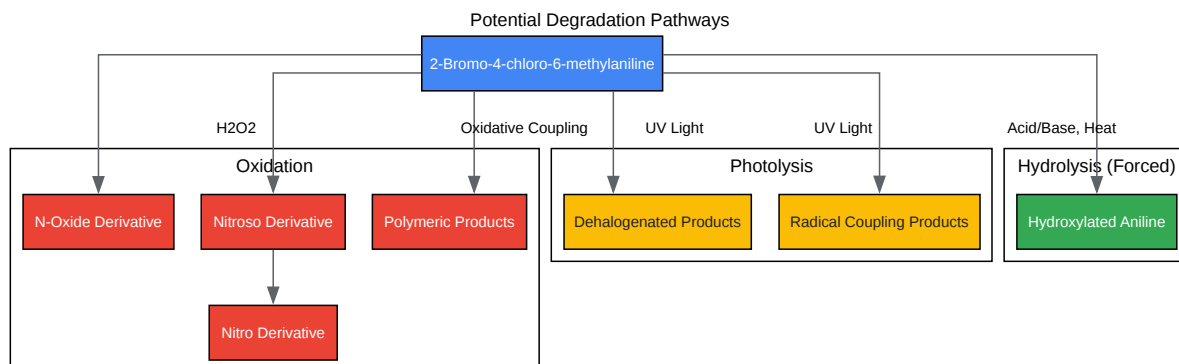 Potential Degradation Pathways
2-Bromo-4-chloro-6-methylaniline
H2O2
Oxidative Coupling
UV Light
UV Light
Acid/Base, Heat
Oxidation
Photolysis
Hydrolysis (Forced)
N-Oxide Derivative
Nitroso Derivative
Polymeric Products
Dehalogenated Products
Radical Coupling Products
Hydroxylated Aniline
Nitro Derivative